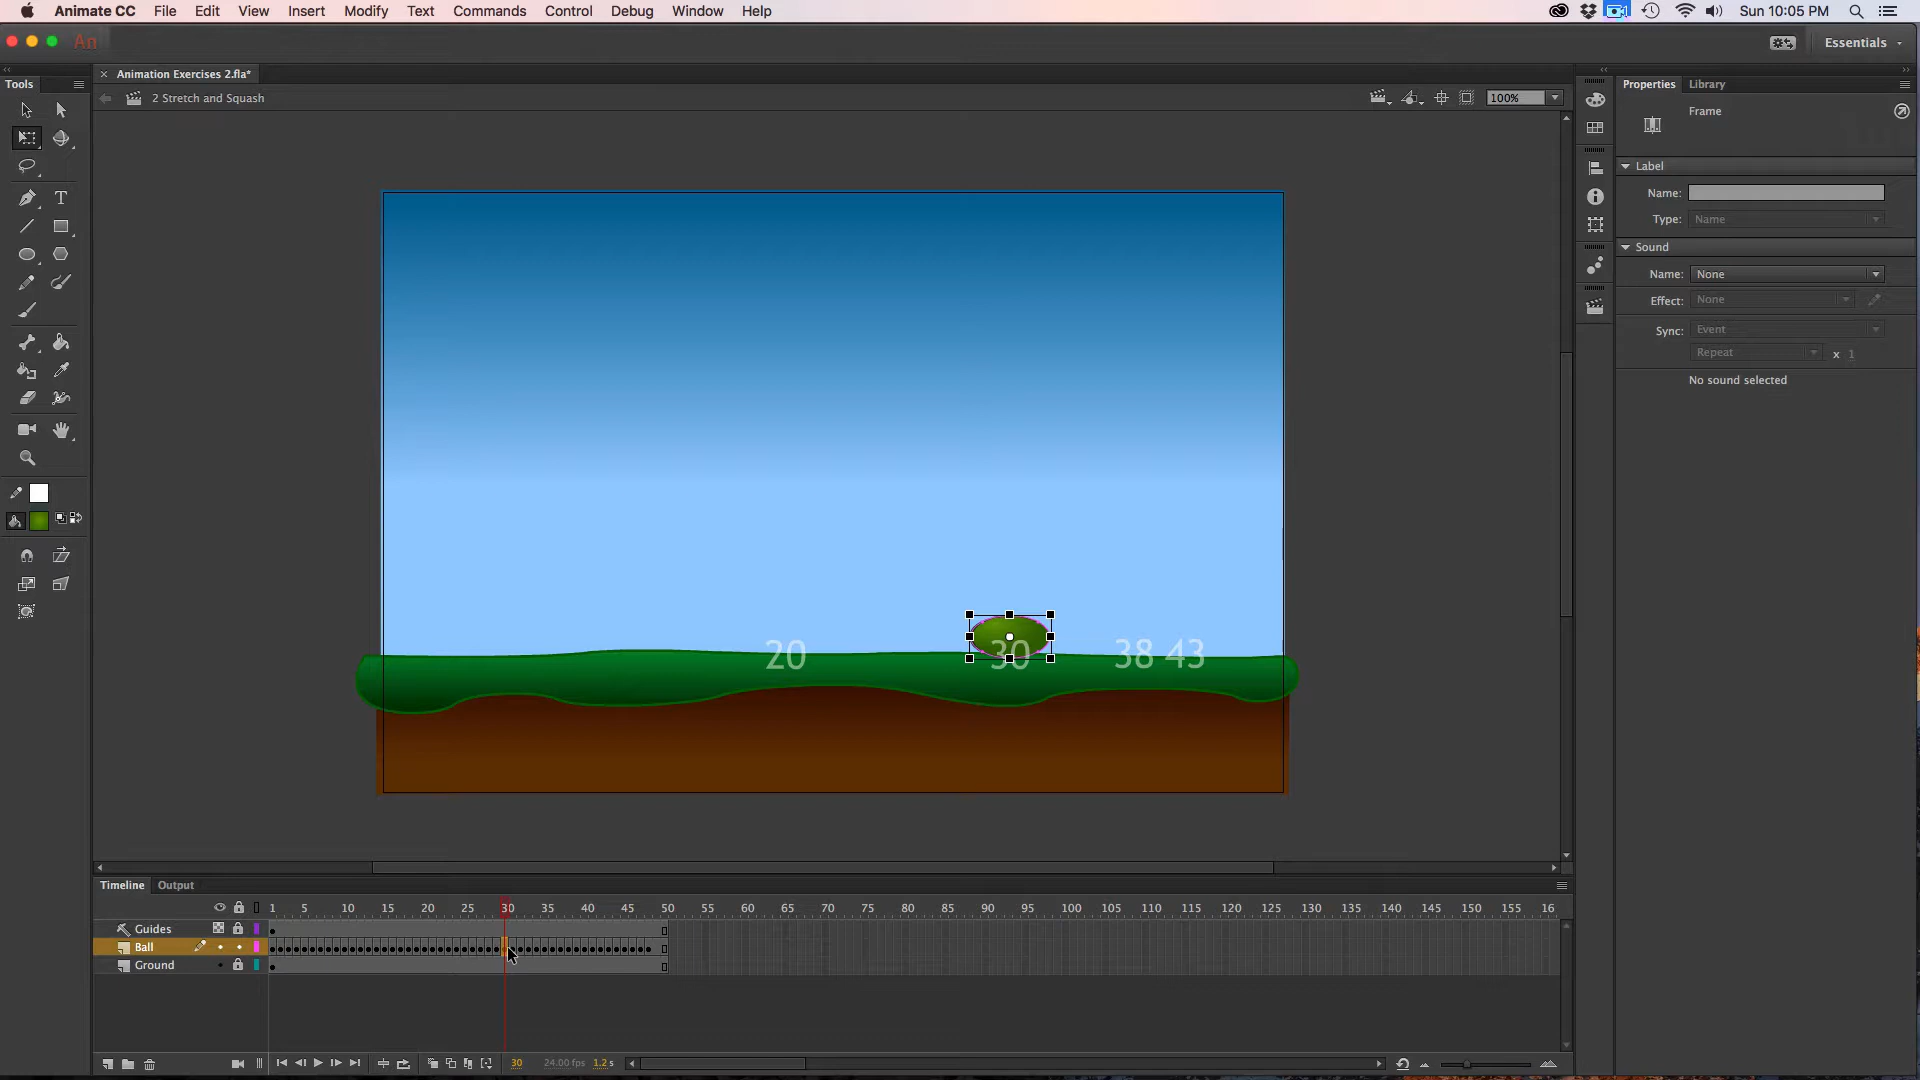 Animate CC File Edit View Insert Modify Text Commands Control Debug Window Help Sun 10:05 PM
An Essentials
Tools × Animation Exercises 2.fla* Properties Library
2 Stretch and Squash 100%
Frame
Label
Name:
Type: Name
Sound
Name: None
Effect: None
Sync: Event
Repeat x 1
No sound selected
20 30 38 43
Timeline Output
1 5 10 15 20 25 30 35 40 45 50 55 60 65 70 75 80 85 90 95 100 105 110 115 120 125 130 135 140 145 150 155 16
Guides
Ball
Ground
30 24.00 fps 1.2 s